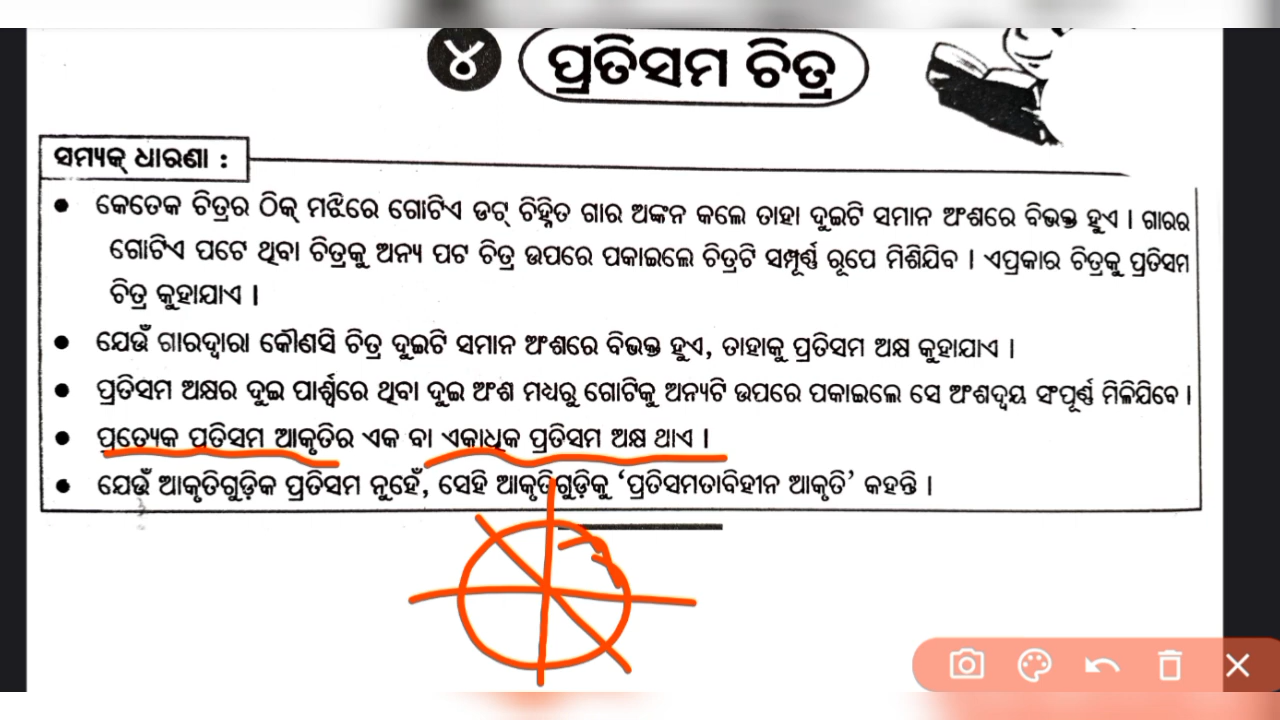 ୪ ପ୍ରତିସମ ଚିତ୍ର
ସମ୍ୟକ୍ ଧାରଣା :
● କେତେକ ଚିତ୍ରର ଠିକ୍ ମଝିରେ ଗୋଟିଏ ଡଟ୍ ଚିହ୍ନିତ ଗାର ଅଙ୍କନ କଲେ ତାହା ଦୁଇଟି ସମାନ ଅଂଶରେ ବିଭକ୍ତ ହୁଏ । ଗାରର
ଗୋଟିଏ ପଟେ ଥିବା ଚିତ୍ରକୁ ଅନ୍ୟ ପଟ ଚିତ୍ର ଉପରେ ପକାଇଲେ ଚିତ୍ରଟି ସମ୍ପୂର୍ଣ୍ଣ ରୂପେ ମିଶିଯିବ । ଏପ୍ରକାର ଚିତ୍ରକୁ ପ୍ରତିସମ
ଚିତ୍ର କୁହାଯାଏ ।
● ଯେଉଁ ଗାରଦ୍ୱାରା କୌଣସି ଚିତ୍ର ଦୁଇଟି ସମାନ ଅଂଶରେ ବିଭକ୍ତ ହୁଏ, ତାହାକୁ ପ୍ରତିସମ ଅକ୍ଷ କୁହାଯାଏ ।
● ପ୍ରତିସମ ଅକ୍ଷର ଦୁଇ ପାର୍ଶ୍ୱରେ ଥିବା ଦୁଇ ଅଂଶ ମଧ୍ୟରୁ ଗୋଟିକୁ ଅନ୍ୟଟି ଉପରେ ପକାଇଲେ ସେ ଅଂଶଦ୍ୱୟ ସଂପୂର୍ଣ୍ଣ ମିଳିଯିବେ ।
● ପ୍ରତ୍ୟେକ ପ୍ରତିସମ ଆକୃତିର ଏକ ବା ଏକାଧିକ ପ୍ରତିସମ ଅକ୍ଷ ଥାଏ ।
● ଯେଉଁ ଆକୃତିଗୁଡ଼ିକ ପ୍ରତିସମ ନୁହେଁ, ସେହି ଆକୃତିଗୁଡ଼ିକୁ ‘ପ୍ରତିସମତାବିହୀନ ଆକୃତି’ କହନ୍ତି ।